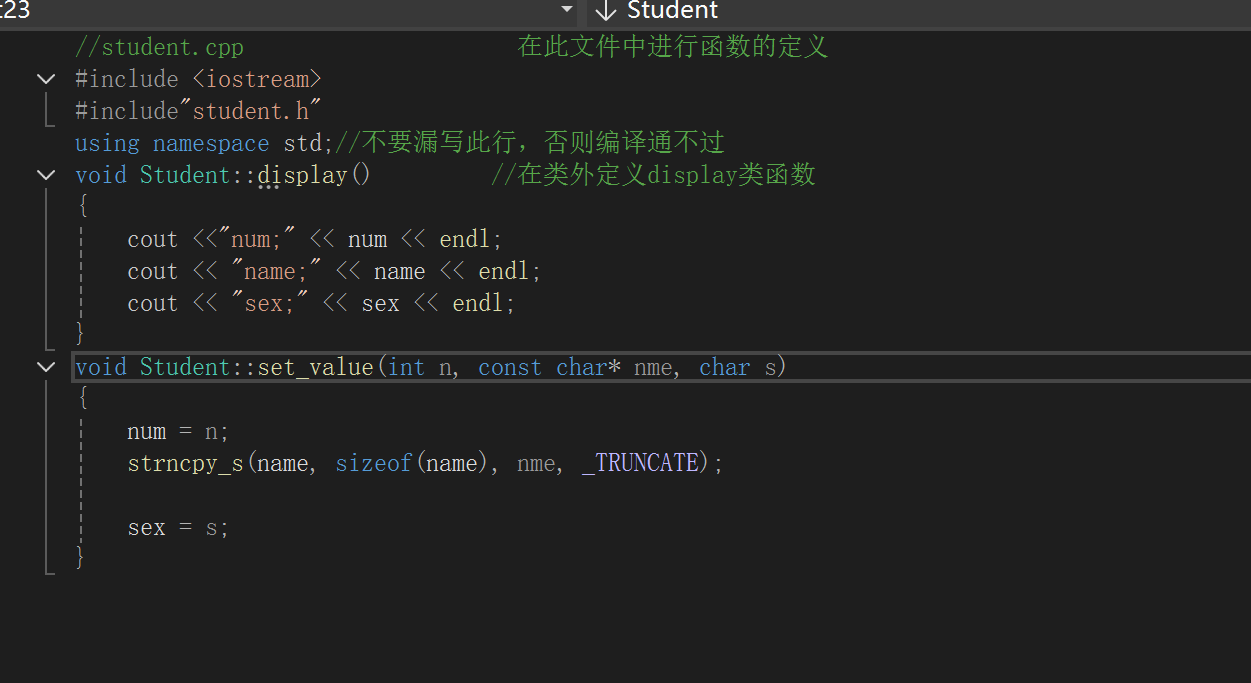 t23 Student
//student.cpp 在此文件中进行函数的定义
#include <iostream>
#include"student.h"
using namespace std;//不要漏写此行，否则编译通不过
void Student::display() //在类外定义display类函数
{
cout <<"num;" << num << endl;
cout << "name;" << name << endl;
cout << "sex;" << sex << endl;
}
void Student::set_value(int n, const char* nme, char s)
{
num = n;
strncpy_s(name, sizeof(name), nme, _TRUNCATE);
sex = s;
}